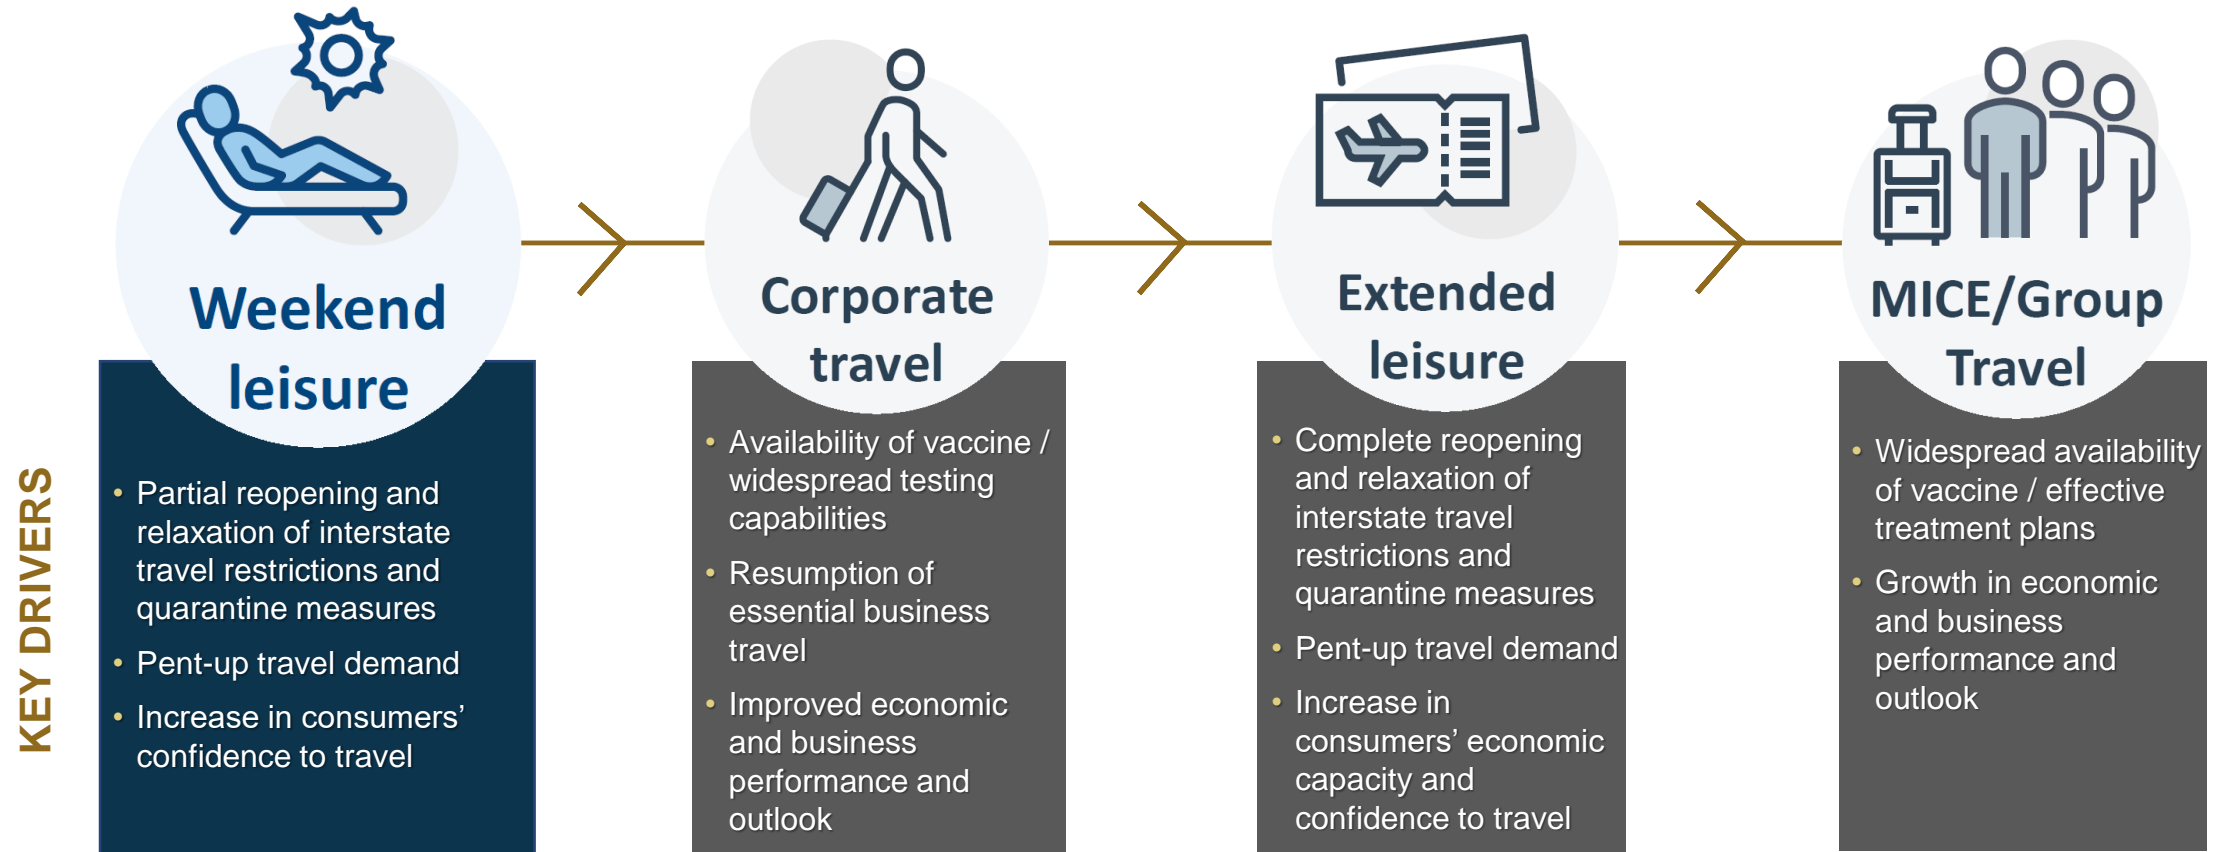 Weekend
leisure
Corporate
travel
Extended
leisure
MICE/Group
Travel
KEY DRIVERS
• Partial reopening and
relaxation of interstate
travel restrictions and
quarantine measures
• Pent-up travel demand
• Increase in consumers’
confidence to travel
• Availability of vaccine /
widespread testing
capabilities
• Resumption of
essential business
travel
• Improved economic
and business
performance and
outlook
• Complete reopening
and relaxation of
interstate travel
restrictions and
quarantine measures
• Pent-up travel demand
• Increase in
consumers’ economic
capacity and
confidence to travel
• Widespread availability
of vaccine / effective
treatment plans
• Growth in economic
and business
performance and
outlook